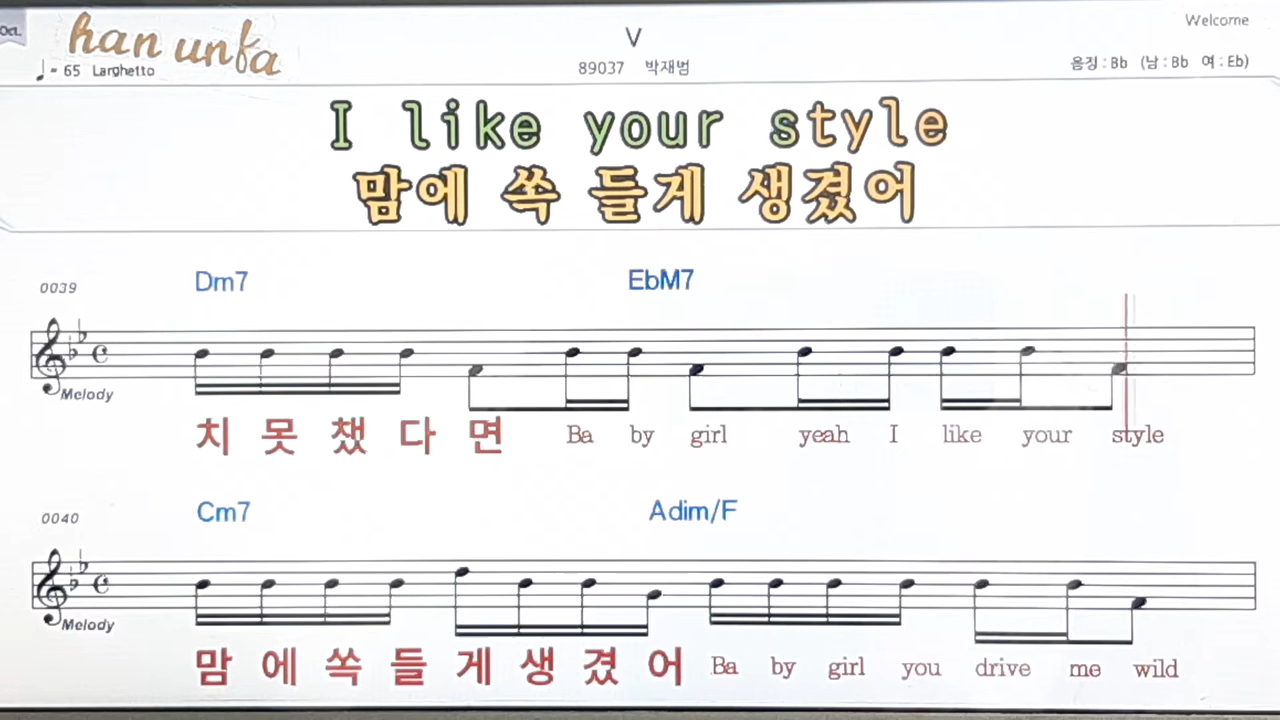 Oct.
han unfa
V
Welcome
♩= 65 Larghetto
89037 박재범
음정 : Bb (남 : Bb 여 : Eb)
I like your style
맘에 쏙 들게 생겼어
0039
Dm7 EbM7
Melody
치 못 챘 다 면 Ba by girl yeah I like your style
0040
Cm7 Adim/F
Melody
맘 에 쏙 들 게 생 겼 어 Ba by girl you drive me wild